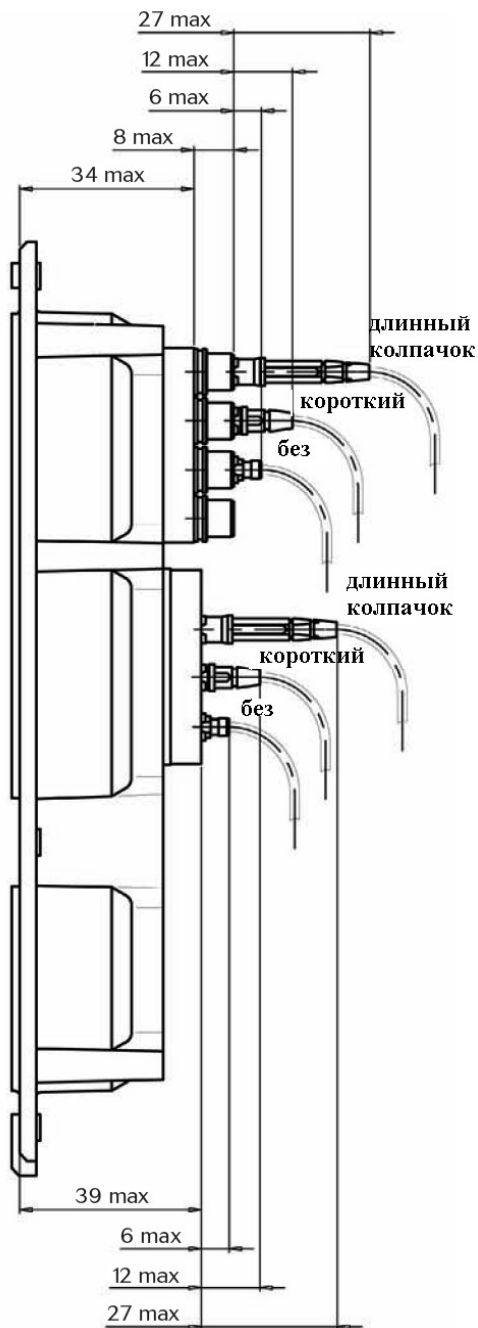 27 max
12 max
6 max
8 max
34 max
длинный
колпачок
короткий
без
длинный
колпачок
короткий
без
39 max
6 max
12 max
27 max